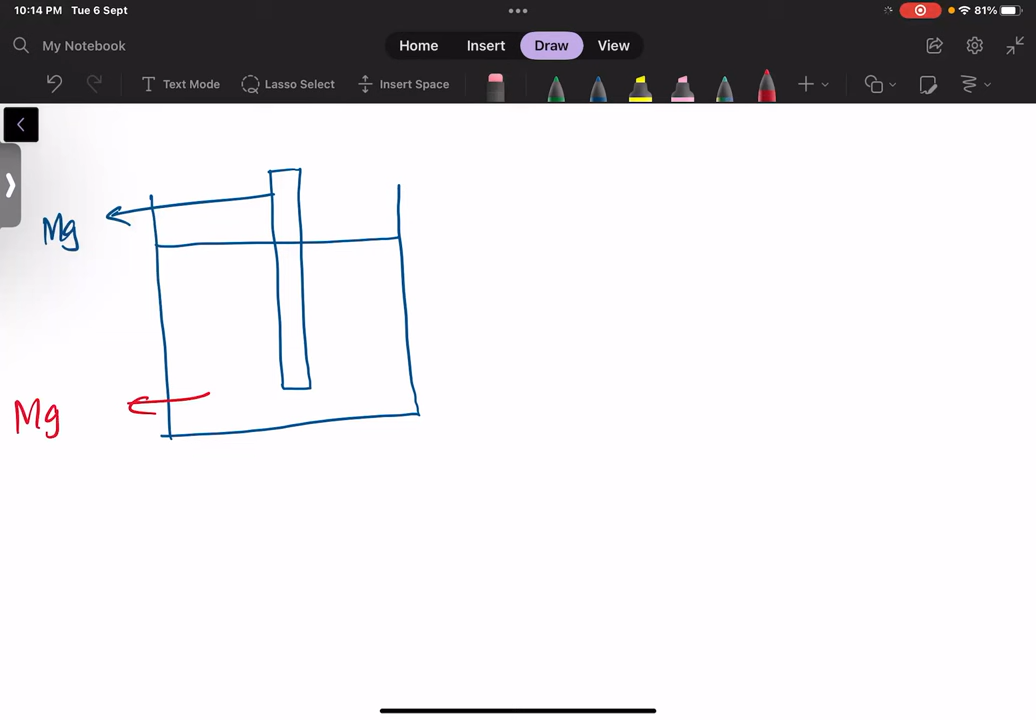 10:14 PM Tue 6 Sept
81%
My Notebook
Home Insert Draw View
Text Mode Lasso Select Insert Space
Mg
Mg